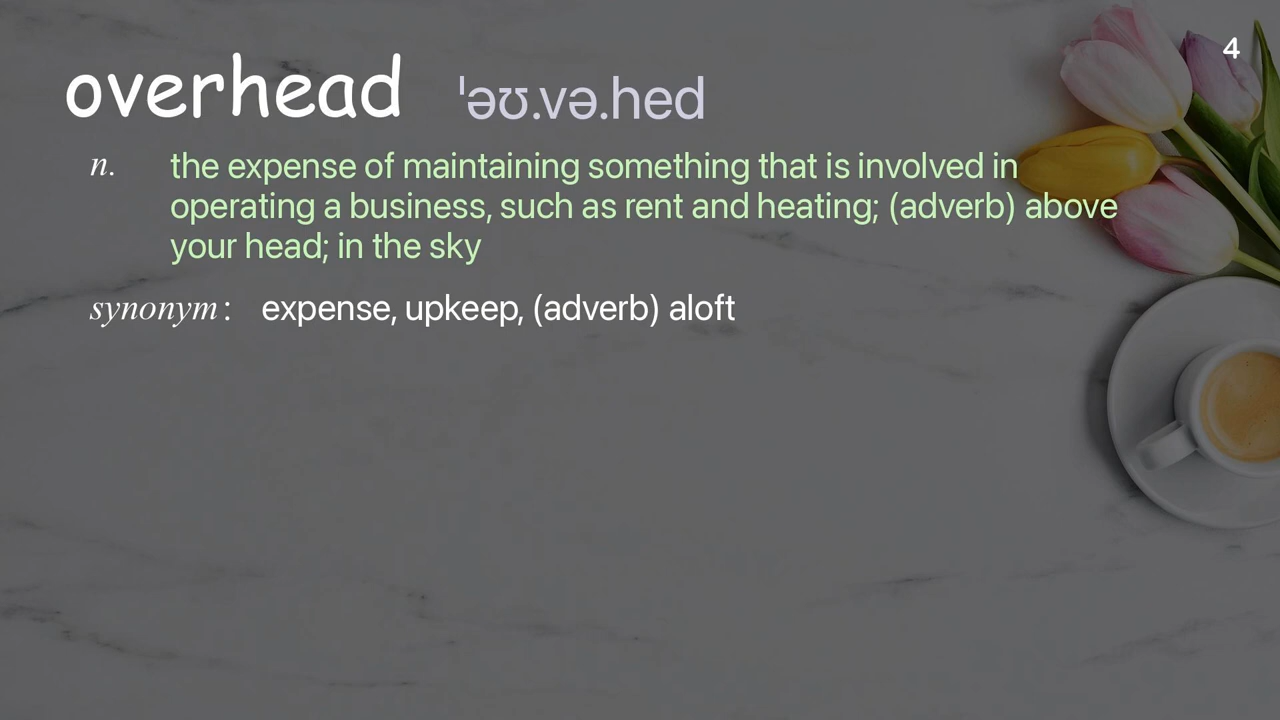 4
overhead ˈəʊ.və.hed
n. the expense of maintaining something that is involved in
operating a business, such as rent and heating; (adverb) above
your head; in the sky
synonym: expense, upkeep, (adverb) aloft